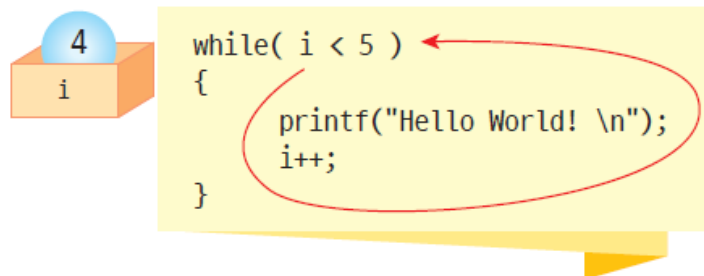 4
i
while( i < 5 )
{
printf("Hello World! \n");
i++;
}